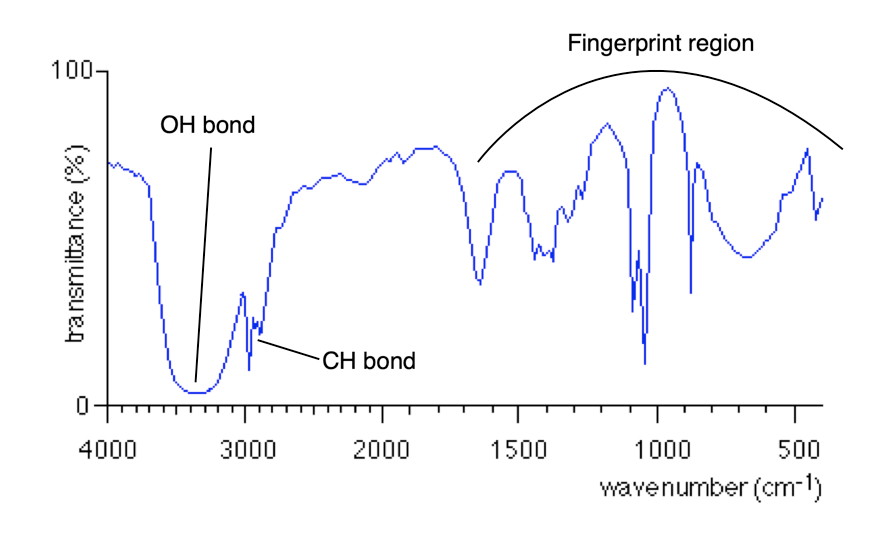 Fingerprint region
100
OH bond
transmittance (%)
CH bond
0
4000 3000 2000 1500 1000 500
wavenumber (cm-1)